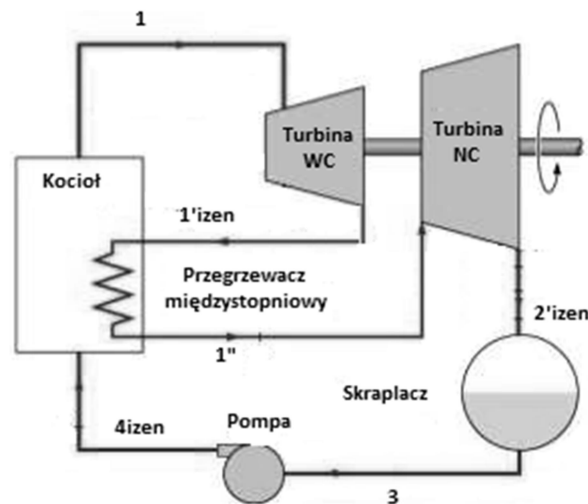 1
Turbina
WC
Turbina
NC
Kocioł
1'izen
Przegrzewacz
międzystopniowy
1"
2'izen
Skraplacz
Pompa
4izen
3